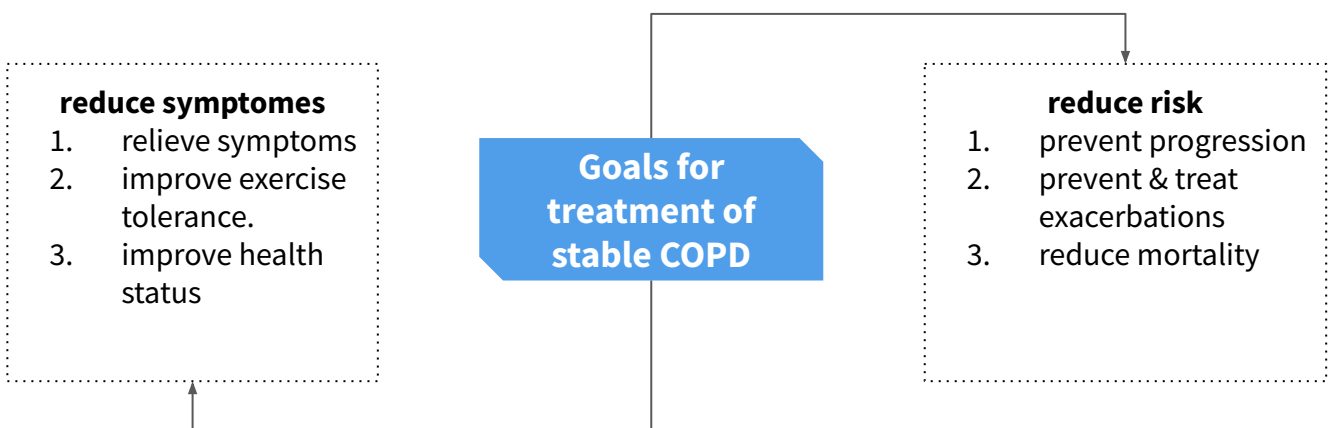 reduce symptomes
1. relieve symptoms
2. improve exercise
tolerance.
3. improve health
status
Goals for
treatment of
stable COPD
reduce risk
1. prevent progression
2. prevent & treat
exacerbations
3. reduce mortality